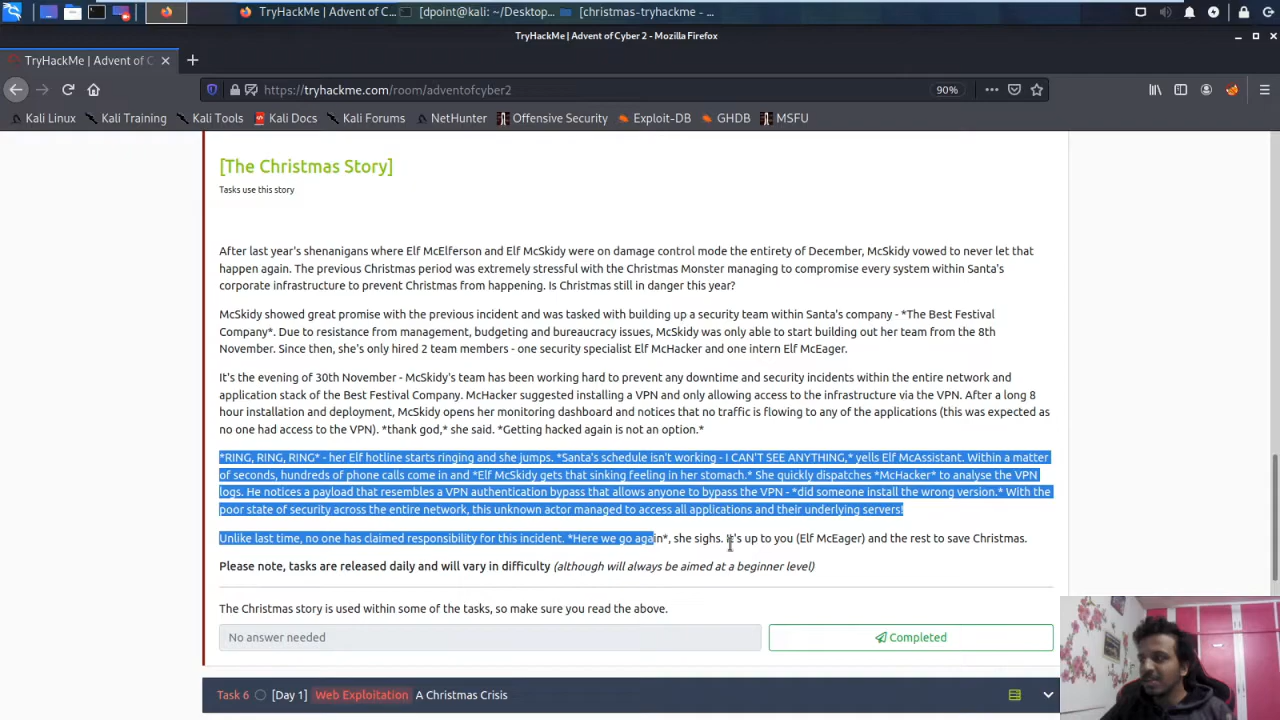 TryHackMe | Advent of C...
dpoint@kali: ~/Desktop...
[christmas-tryhackme - ...
TryHackMe | Advent of Cyber 2 - Mozilla Firefox
TryHackMe | Advent of C
https://tryhackme.com/room/adventofcyber2
90%
Kali Linux
Kali Training
Kali Tools
Kali Docs
Kali Forums
NetHunter
Offensive Security
Exploit-DB
GHDB
MSFU
[The Christmas Story]
Tasks use this story
After last year's shenanigans where Elf McElferson and Elf McSkidy were on damage control mode the entirety of December, McSkidy vowed to never let that
happen again. The previous Christmas period was extremely stressful with the Christmas Monster managing to compromise every system within Santa's
corporate infrastructure to prevent Christmas from happening. Is Christmas still in danger this year?
McSkidy showed great promise with the previous incident and was tasked with building up a security team within Santa's company - *The Best Festival
Company*. Due to resistance from management, budgeting and bureaucracy issues, McSkidy was only able to start building out her team from the 8th
November. Since then, she's only hired 2 team members - one security specialist Elf McHacker and one intern Elf McEager.
It's the evening of 30th November - McSkidy's team has been working hard to prevent any downtime and security incidents within the entire network and
application stack of the Best Festival Company. McHacker suggested installing a VPN and only allowing access to the infrastructure via the VPN. After a long 8
hour installation and deployment, McSkidy opens her monitoring dashboard and notices that no traffic is flowing to any of the applications (this was expected as
no one had access to the VPN). *thank god,* she said. *Getting hacked again is not an option.*
*RING, RING, RING* - her Elf hotline starts ringing and she jumps. *Santa's schedule isn't working - I CAN'T SEE ANYTHING,* yells Elf McAssistant. Within a matter
of seconds, hundreds of phone calls come in and *Elf McSkidy gets that sinking feeling in her stomach.* She quickly dispatches *McHacker* to analyse the VPN
logs. He notices a payload that resembles a VPN authentication bypass that allows anyone to bypass the VPN - *did someone install the wrong version.* With the
poor state of security across the entire network, this unknown actor managed to access all applications and their underlying servers!
Unlike last time, no one has claimed responsibility for this incident. *Here we go again*, she sighs. It's up to you (Elf McEager) and the rest to save Christmas.
Please note, tasks are released daily and will vary in difficulty (although will always be aimed at a beginner level)
The Christmas story is used within some of the tasks, so make sure you read the above.
No answer needed
Completed
Task 6 [Day 1] Web Exploitation A Christmas Crisis